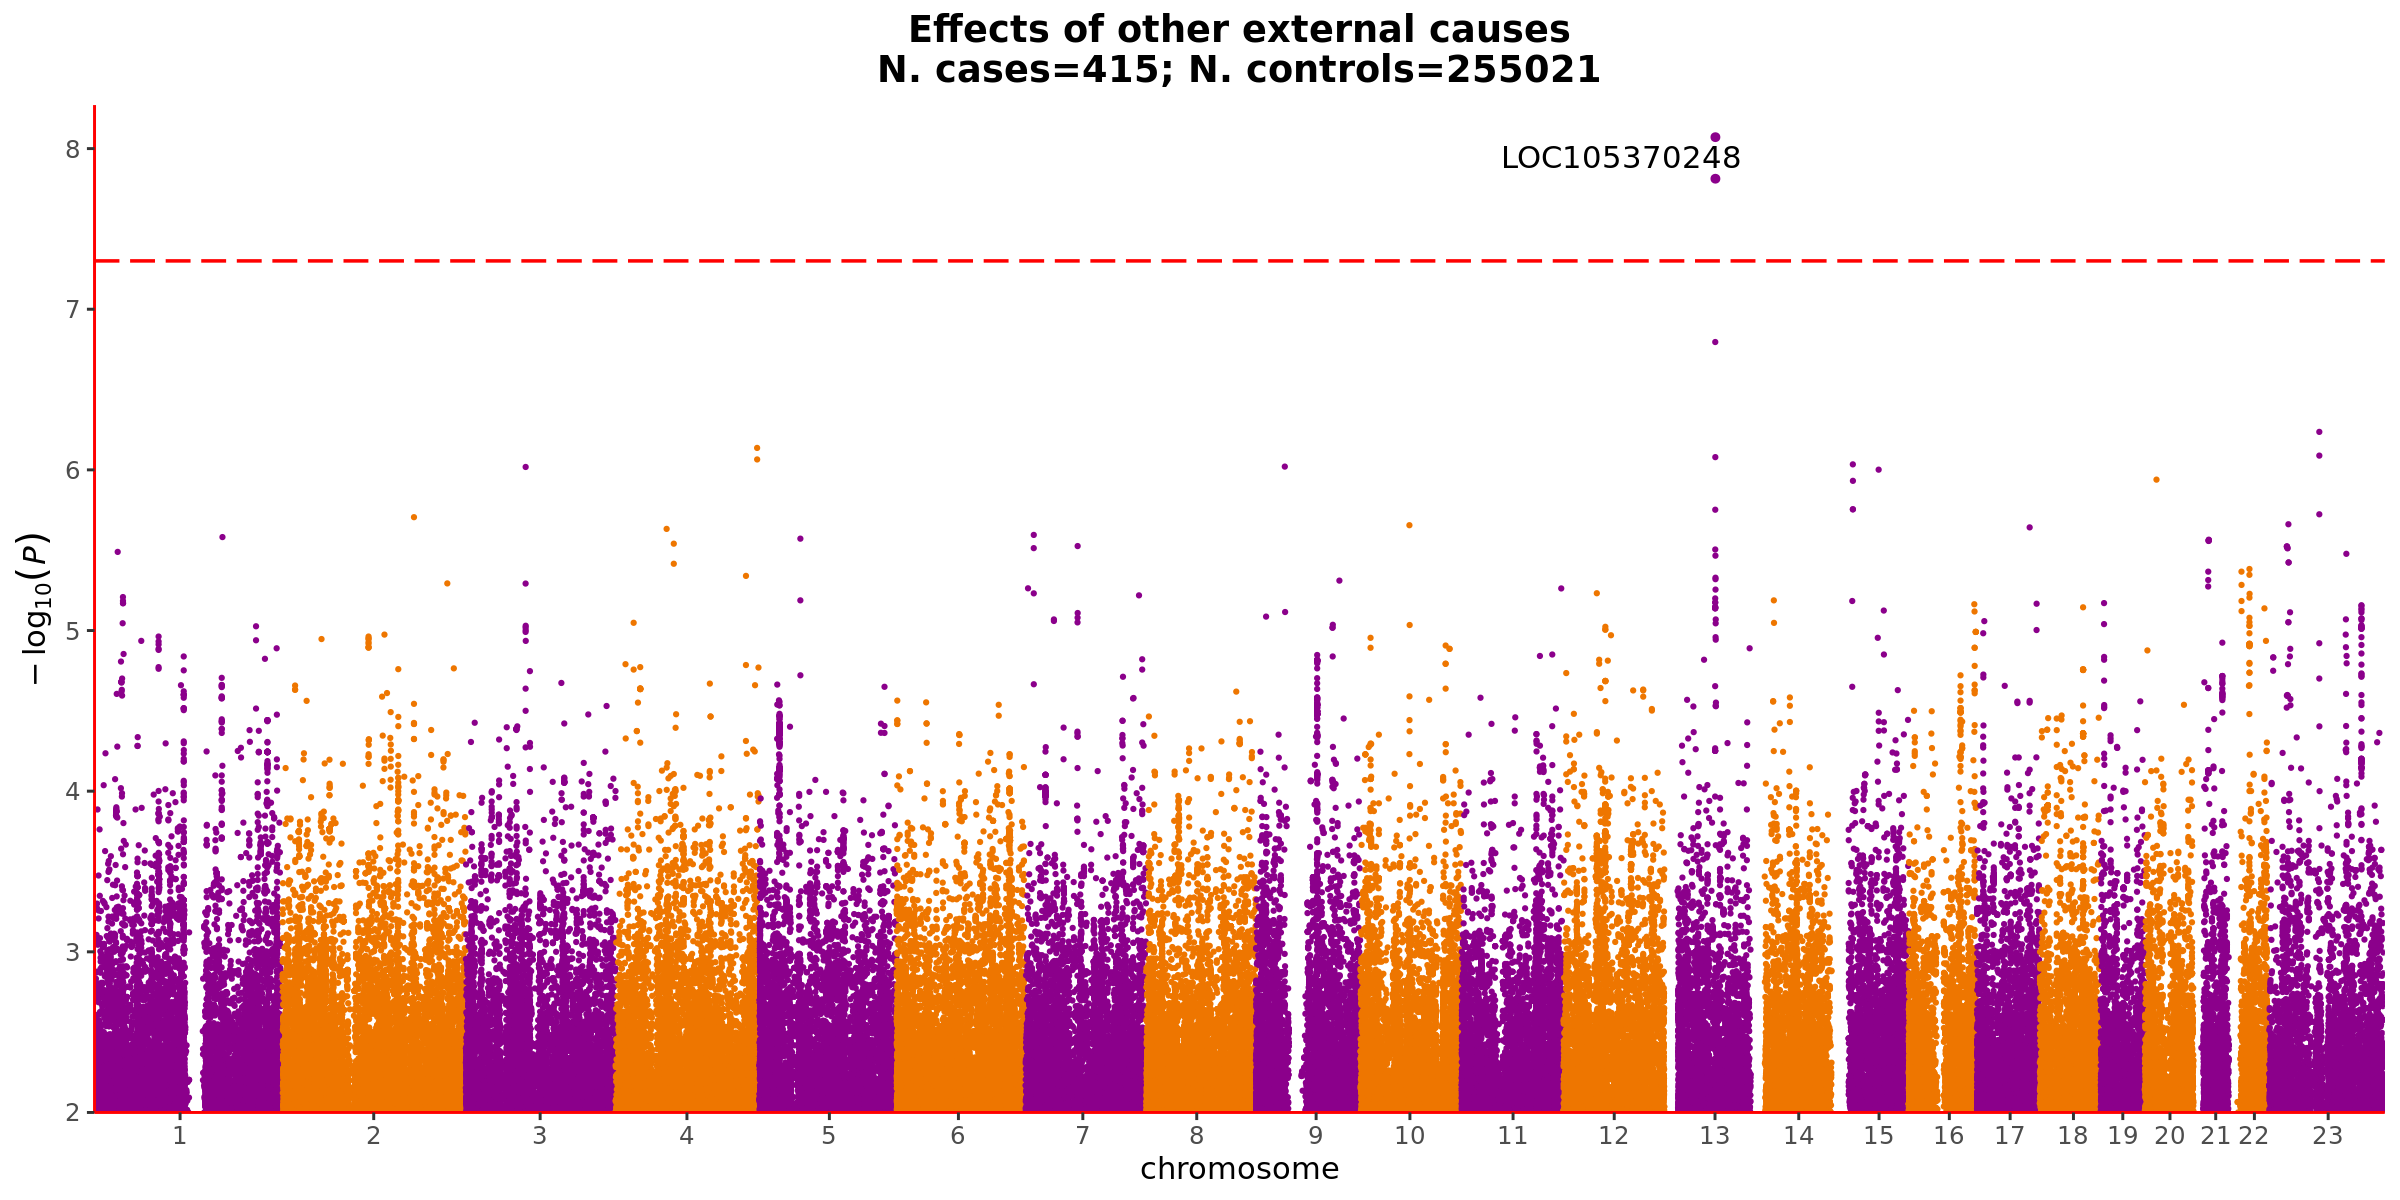 Effects of other external causes
N. cases=415; N. controls=255021
8
LOC105370248
7
6
5
4
3
2
−log10(P)
1 2 3 4 5 6 7 8 9 10 11 12 13 14 15 16 17 18 19 20 21 22 23
chromosome